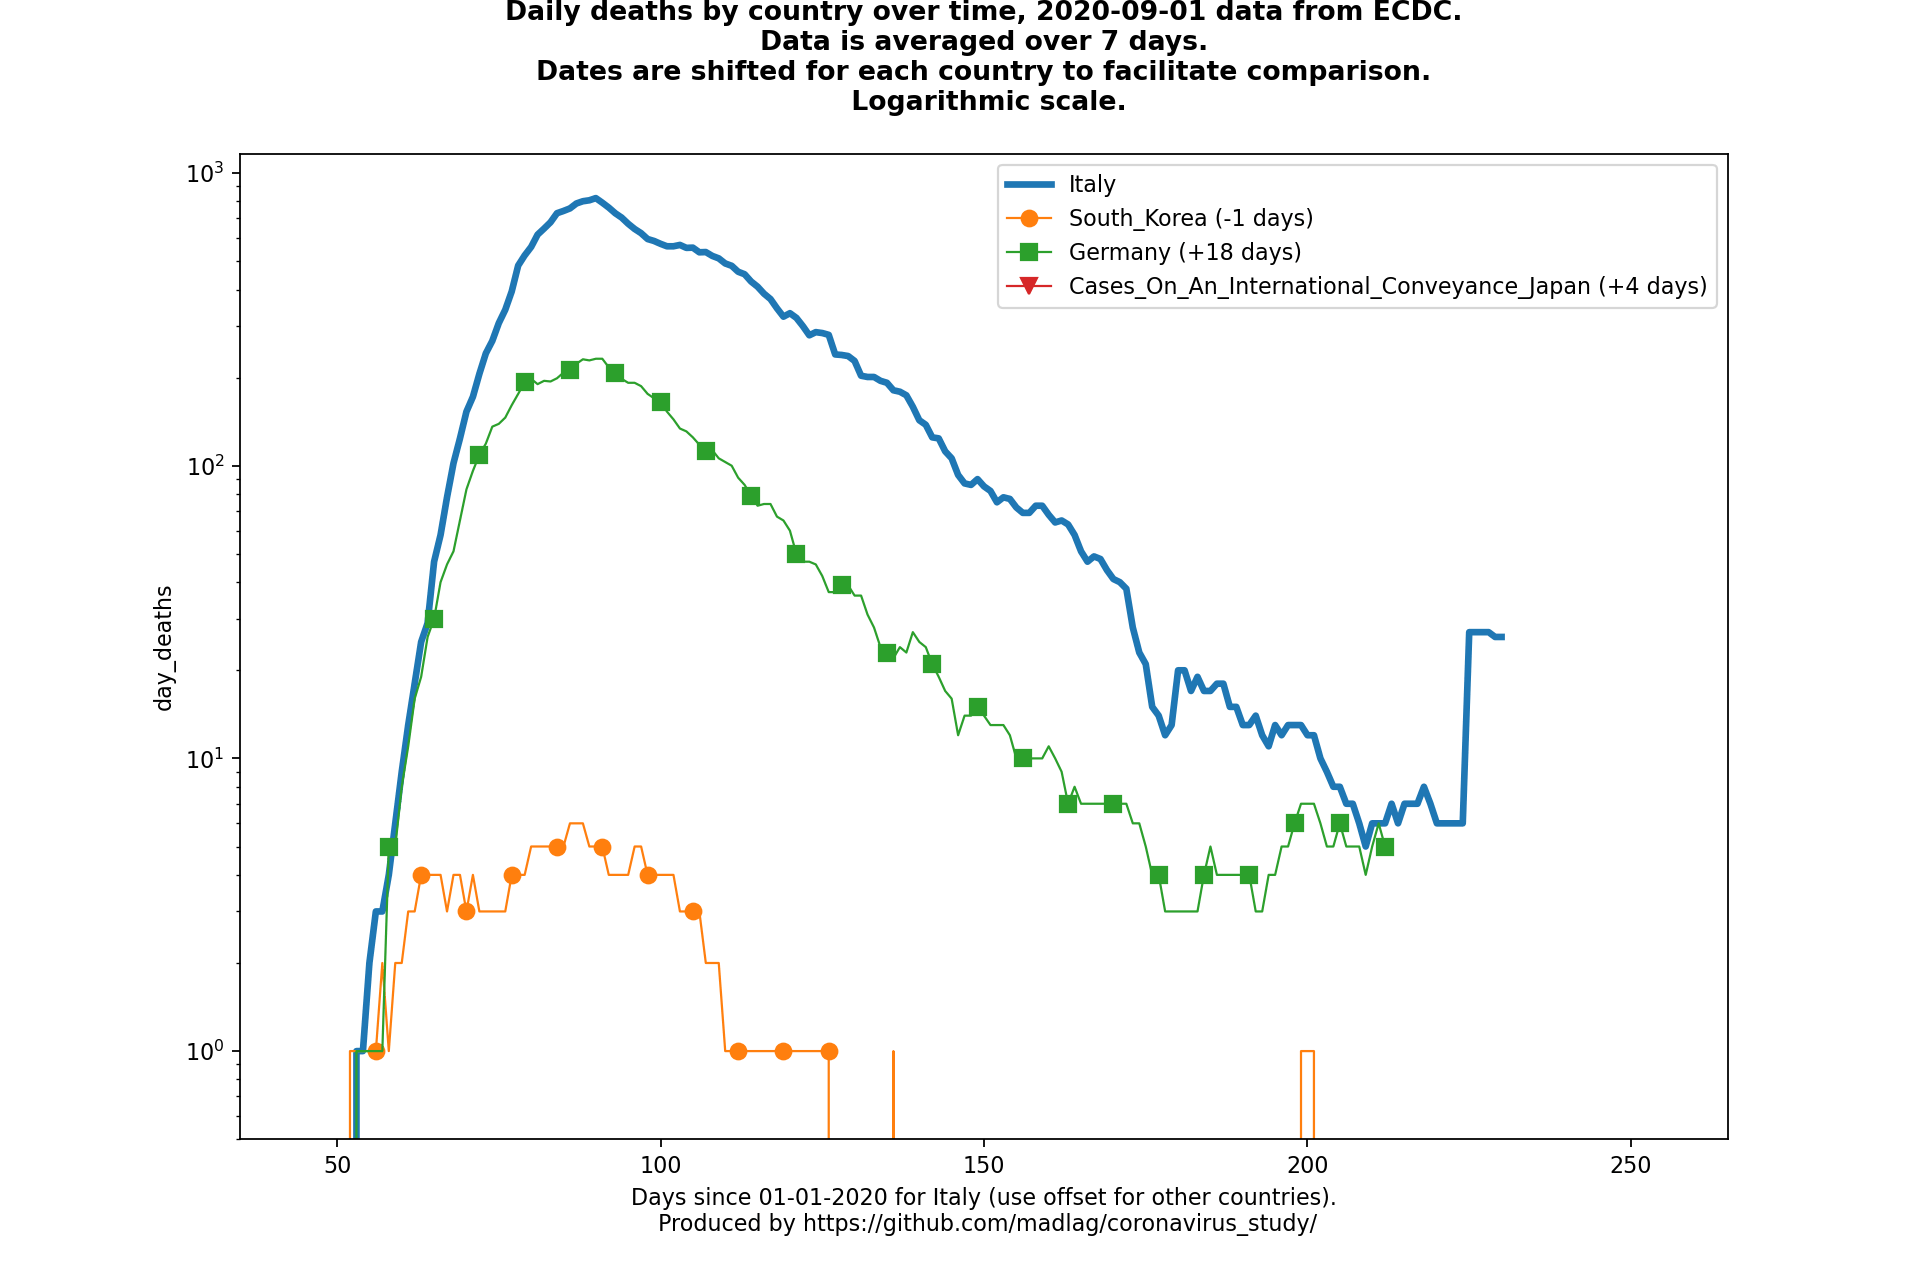 Daily deaths by country over time, 2020-09-01 data from ECDC.
Data is averaged over 7 days.
Dates are shifted for each country to facilitate comparison.
Logarithmic scale.
Italy
South_Korea (-1 days)
Germany (+18 days)
Cases_On_An_International_Conveyance_Japan (+4 days)
10³
10²
10¹
10⁰
day_deaths
50 100 150 200 250
Days since 01-01-2020 for Italy (use offset for other countries).
Produced by https://github.com/madlag/coronavirus_study/